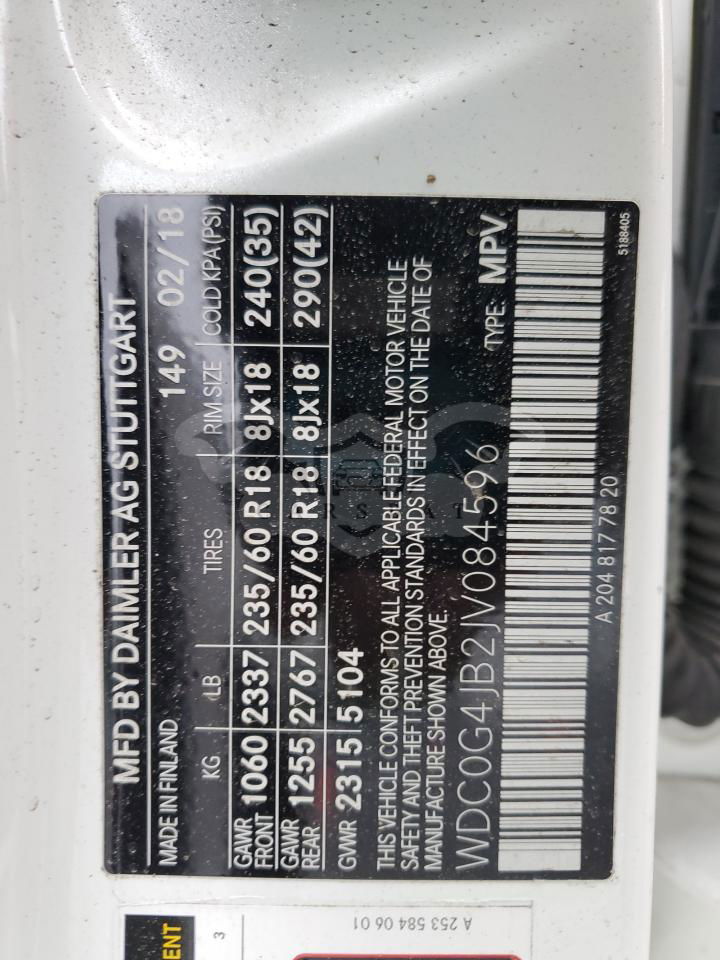 MFD BY DAIMLER AG STUTTGART
MADE IN FINLAND 149 02/18
KG LB TIRES RIM SIZE COLD KPA(PSI)
GAWR FRONT 1060 2337 235/60 R18 8Jx18 240(35)
GAWR REAR 1255 2767 235/60 R18 8Jx18 290(42)
GVWR 2315 5104
THIS VEHICLE CONFORMS TO ALL APPLICABLE FEDERAL MOTOR VEHICLE
SAFETY AND THEFT PREVENTION STANDARDS IN EFFECT ON THE DATE OF
MANUFACTURE SHOWN ABOVE.
WDC0G4JB2JV084596 TYPE: MPV
A 204 817 78 20 5188405
A 253 584 06 01
3